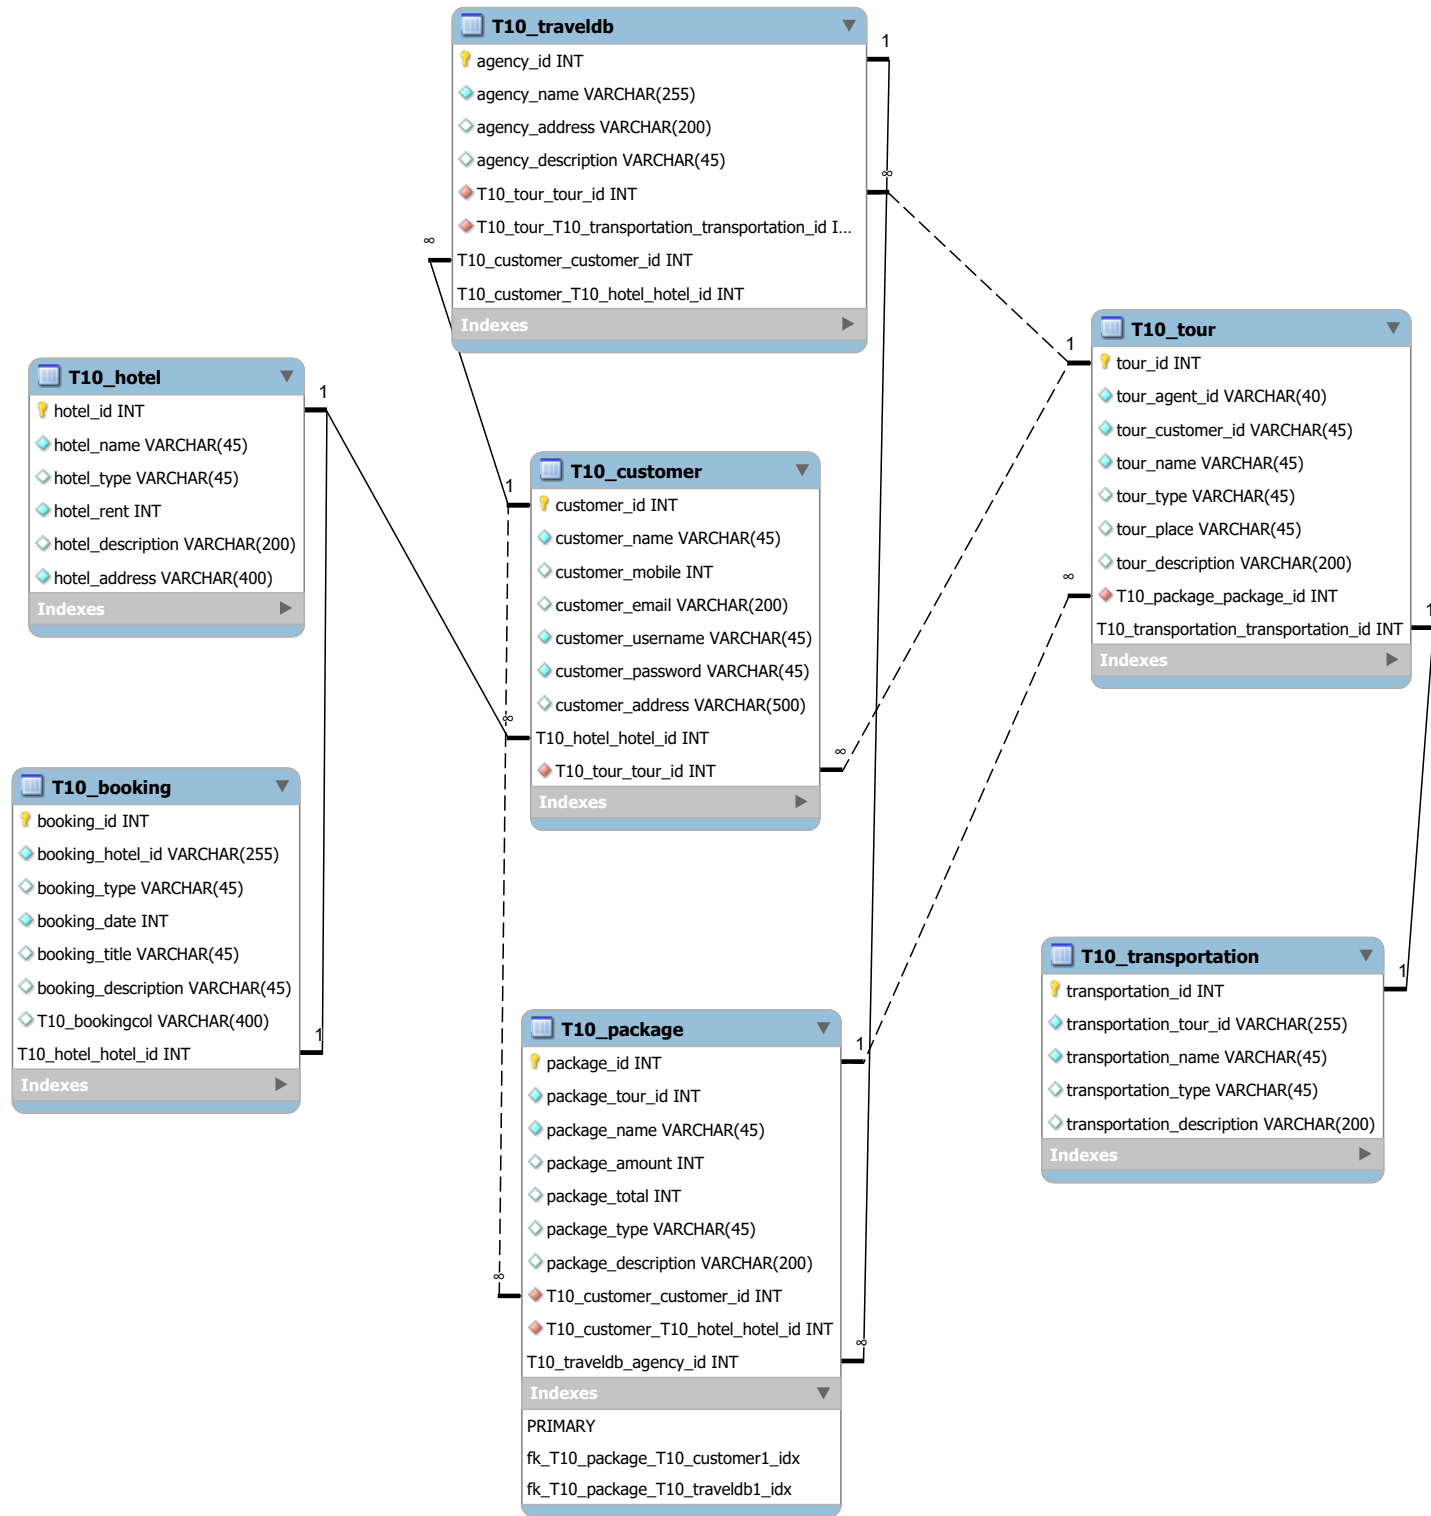 T10_traveldb
agency_id INT
agency_name VARCHAR(255)
agency_address VARCHAR(200)
agency_description VARCHAR(45)
T10_tour_tour_id INT
T10_tour_T10_transportation_transportation_id I...
T10_customer_customer_id INT
T10_customer_T10_hotel_hotel_id INT
Indexes
1
∞
∞
T10_hotel
hotel_id INT
hotel_name VARCHAR(45)
hotel_type VARCHAR(45)
hotel_rent INT
hotel_description VARCHAR(200)
hotel_address VARCHAR(400)
Indexes
1
T10_customer
customer_id INT
customer_name VARCHAR(45)
customer_mobile INT
customer_email VARCHAR(200)
customer_username VARCHAR(45)
customer_password VARCHAR(45)
customer_address VARCHAR(500)
T10_hotel_hotel_id INT
T10_tour_tour_id INT
Indexes
1
∞
∞
T10_tour
tour_id INT
tour_agent_id VARCHAR(40)
tour_customer_id VARCHAR(45)
tour_name VARCHAR(45)
tour_type VARCHAR(45)
tour_place VARCHAR(45)
tour_description VARCHAR(200)
T10_package_package_id INT
T10_transportation_transportation_id INT
Indexes
1
∞
1
T10_booking
booking_id INT
booking_hotel_id VARCHAR(255)
booking_type VARCHAR(45)
booking_date INT
booking_title VARCHAR(45)
booking_description VARCHAR(45)
T10_bookingcol VARCHAR(400)
T10_hotel_hotel_id INT
Indexes
1
T10_package
package_id INT
package_tour_id INT
package_name VARCHAR(45)
package_amount INT
package_total INT
package_type VARCHAR(45)
package_description VARCHAR(200)
T10_customer_customer_id INT
T10_customer_T10_hotel_hotel_id INT
T10_traveldb_agency_id INT
Indexes
PRIMARY
fk_T10_package_T10_customer1_idx
fk_T10_package_T10_traveldb1_idx
1
∞
∞
T10_transportation
transportation_id INT
transportation_tour_id VARCHAR(255)
transportation_name VARCHAR(45)
transportation_type VARCHAR(45)
transportation_description VARCHAR(200)
Indexes
1